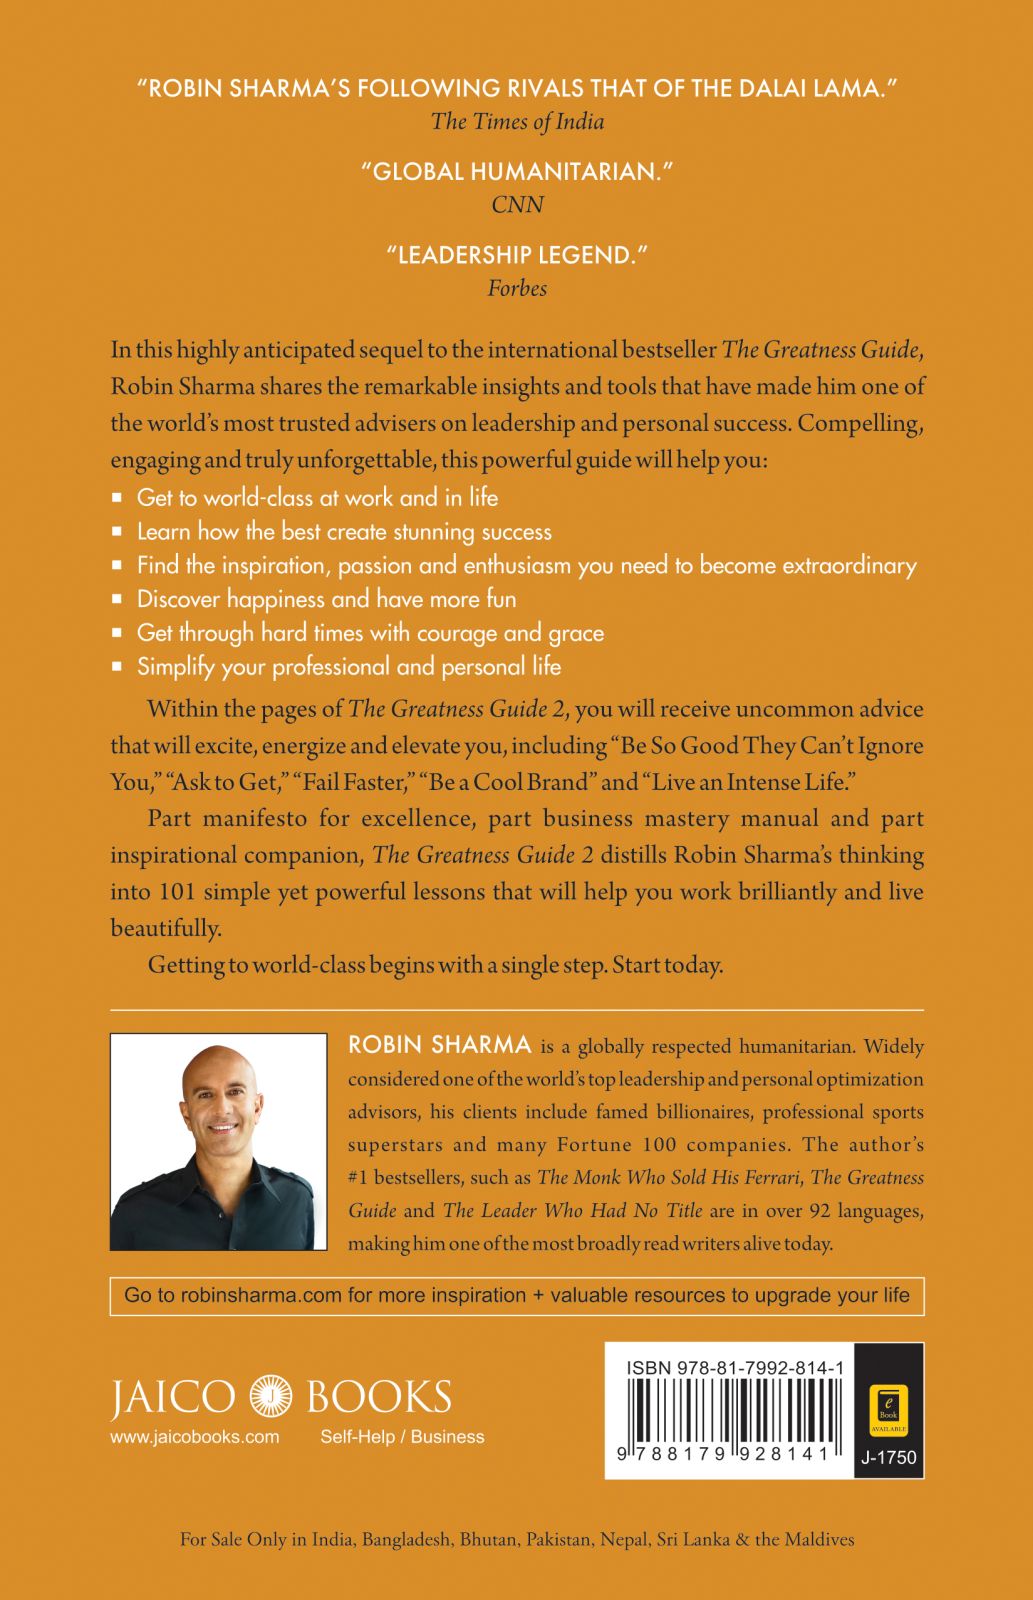 “ROBIN SHARMA’S FOLLOWING RIVALS THAT OF THE DALAI LAMA.”
The Times of India
“GLOBAL HUMANITARIAN.”
CNN
“LEADERSHIP LEGEND.”
Forbes
In this highly anticipated sequel to the international bestseller The Greatness Guide,
Robin Sharma shares the remarkable insights and tools that have made him one of
the world’s most trusted advisers on leadership and personal success. Compelling,
engaging and truly unforgettable, this powerful guide will help you:
▪ Get to world-class at work and in life
▪ Learn how the best create stunning success
▪ Find the inspiration, passion and enthusiasm you need to become extraordinary
▪ Discover happiness and have more fun
▪ Get through hard times with courage and grace
▪ Simplify your professional and personal life
Within the pages of The Greatness Guide 2, you will receive uncommon advice
that will excite, energize and elevate you, including “Be So Good They Can’t Ignore
You,” “Ask to Get,” “Fail Faster,” “Be a Cool Brand” and “Live an Intense Life.”
Part manifesto for excellence, part business mastery manual and part
inspirational companion, The Greatness Guide 2 distills Robin Sharma’s thinking
into 101 simple yet powerful lessons that will help you work brilliantly and live
beautifully.
Getting to world-class begins with a single step. Start today.
ROBIN SHARMA is a globally respected humanitarian. Widely
considered one of the world’s top leadership and personal optimization
advisors, his clients include famed billionaires, professional sports
superstars and many Fortune 100 companies. The author’s
#1 bestsellers, such as The Monk Who Sold His Ferrari, The Greatness
Guide and The Leader Who Had No Title are in over 92 languages,
making him one of the most broadly read writers alive today.
Go to robinsharma.com for more inspiration + valuable resources to upgrade your life
JAICO J BOOKS
www.jaicobooks.com Self-Help / Business
ISBN 978-81-7992-814-1
9 788179 928141
e
Book
AVAILABLE
J-1750
For Sale Only in India, Bangladesh, Bhutan, Pakistan, Nepal, Sri Lanka & the Maldives